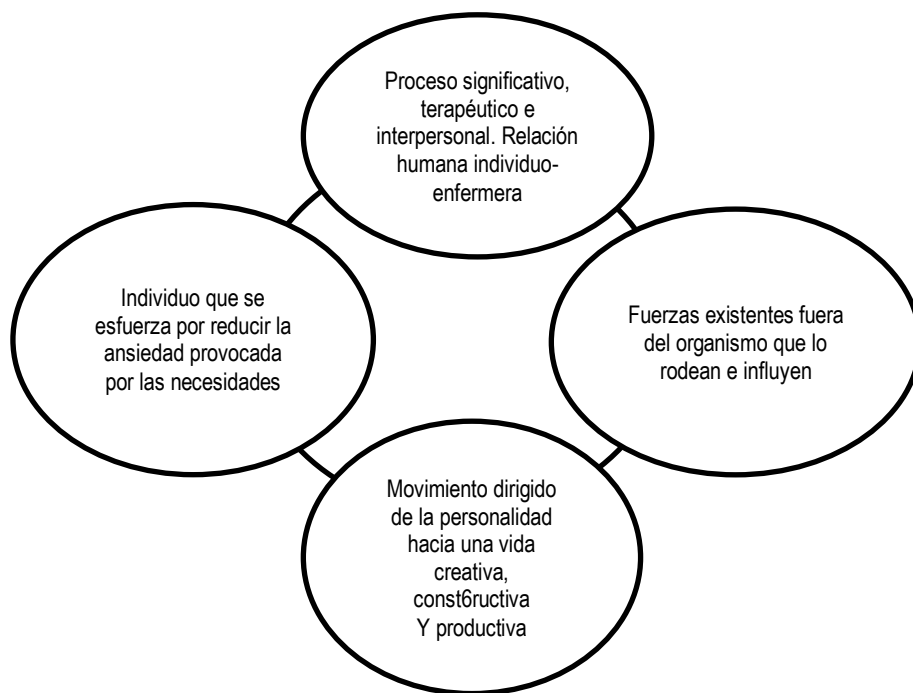 Proceso significativo,
terapéutico e
interpersonal. Relación
humana individuo-
enfermera
Individuo que se
esfuerza por reducir la
ansiedad provocada
por las necesidades
Fuerzas existentes fuera
del organismo que lo
rodean e influyen
Movimiento dirigido
de la personalidad
hacia una vida
creativa,
const6ructiva
Y productiva